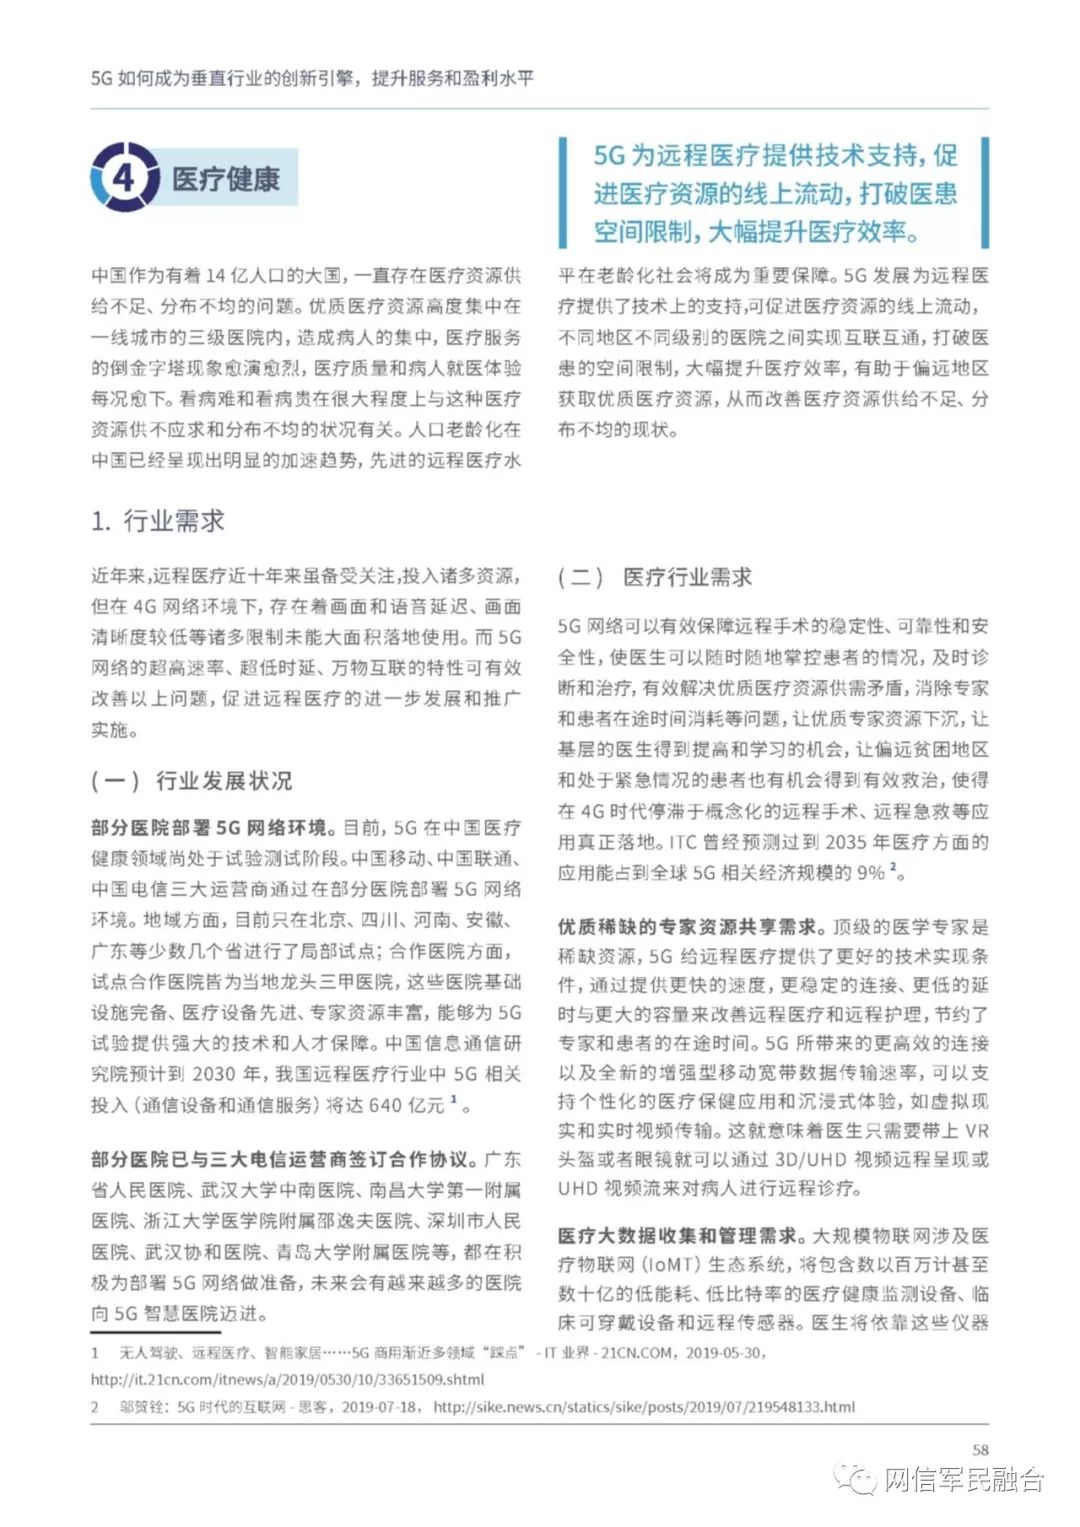 5G 如何成为垂直行业的创新引擎，提升服务和盈利水平
4 医疗健康
5G 为远程医疗提供技术支持，促
进医疗资源的线上流动，打破医患
空间限制，大幅提升医疗效率。
中国作为有着 14 亿人口的大国，一直存在医疗资源供
给不足、分布不均的问题。优质医疗资源高度集中在
一线城市的三级医院内，造成病人的集中，医疗服务
的倒金字塔现象愈演愈烈，医疗质量和病人就医体验
每况愈下。看病难和看病贵在很大程度上与这种医疗
资源供不应求和分布不均的状况有关。人口老龄化在
中国已经呈现出明显的加速趋势，先进的远程医疗水
平在老龄化社会将成为重要保障。5G 发展为远程医
疗提供了技术上的支持，可促进医疗资源的线上流动，
不同地区不同级别的医院之间实现互联互通，打破医
患的空间限制，大幅提升医疗效率，有助于偏远地区
获取优质医疗资源，从而改善医疗资源供给不足、分
布不均的现状。
1. 行业需求
近年来，远程医疗近十年来虽备受关注，投入诸多资源，
但在 4G 网络环境下，存在着画面和语音延迟、画面
清晰度较低等诸多限制未能大面积落地使用。而 5G
网络的超高速率、超低时延、万物互联的特性可有效
改善以上问题，促进远程医疗的进一步发展和推广
实施。
（一） 行业发展状况
部分医院部署 5G 网络环境。目前，5G 在中国医疗
健康领域尚处于试验测试阶段。中国移动、中国联通、
中国电信三大运营商通过在部分医院部署 5G 网络
环境。地域方面，目前只在北京、四川、河南、安徽、
广东等少数几个省进行了局部试点；合作医院方面，
试点合作医院皆为当地龙头三甲医院，这些医院基础
设施完备、医疗设备先进、专家资源丰富，能够为 5G
试验提供强大的技术和人才保障。中国信息通信研
究院预计到 2030 年，我国远程医疗行业中 5G 相关
投入（通信设备和通信服务）将达 640 亿元 1 。
部分医院已与三大电信运营商签订合作协议。广东
省人民医院、武汉大学中南医院、南昌大学第一附属
医院、浙江大学医学院附属邵逸夫医院、深圳市人民
医院、武汉协和医院、青岛大学附属医院等，都在积
极为部署 5G 网络做准备，未来会有越来越多的医院
向 5G 智慧医院迈进。
（二） 医疗行业需求
5G 网络可以有效保障远程手术的稳定性、可靠性和安
全性，使医生可以随时随地掌控患者的情况，及时诊
断和治疗，有效解决优质医疗资源供需矛盾，消除专家
和患者在途时间消耗等问题，让优质专家资源下沉，让
基层的医生得到提高和学习的机会，让偏远贫困地区
和处于紧急情况的患者也有机会得到有效救治，使得
在 4G 时代停滞于概念化的远程手术、远程急救等应
用真正落地。ITC 曾经预测过到 2035 年医疗方面的
应用能占到全球 5G 相关经济规模的 9% 2。
优质稀缺的专家资源共享需求。顶级的医学专家是
稀缺资源，5G 给远程医疗提供了更好的技术实现条
件，通过提供更快的速度，更稳定的连接、更低的延
时与更大的容量来改善远程医疗和远程护理，节约了
专家和患者的在途时间。5G 所带来的更高效的连接
以及全新的增强型移动宽带数据传输速率，可以支
持个性化的医疗保健应用和沉浸式体验，如虚拟现
实和实时视频传输。这就意味着医生只需要带上 VR
头盔或者眼镜就可以通过 3D/UHD 视频远程呈现或
UHD 视频流来对病人进行远程诊疗。
医疗大数据收集和管理需求。大规模物联网涉及医
疗物联网（IoMT）生态系统，将包含数以百万计甚至
数十亿的低能耗、低比特率的医疗健康监测设备、临
床可穿戴设备和远程传感器。医生将依靠这些仪器
1 无人驾驶、远程医疗、智能家居……5G 商用渐近多领域“踩点” - IT 业界 - 21CN.COM，2019-05-30，
http://it.21cn.com/itnews/a/2019/0530/10/33651509.shtml
2 邬贺铨：5G 时代的互联网 - 思客，2019-07-18， http://sike.news.cn/statics/sike/posts/2019/07/219548133.html
58
网信军民融合